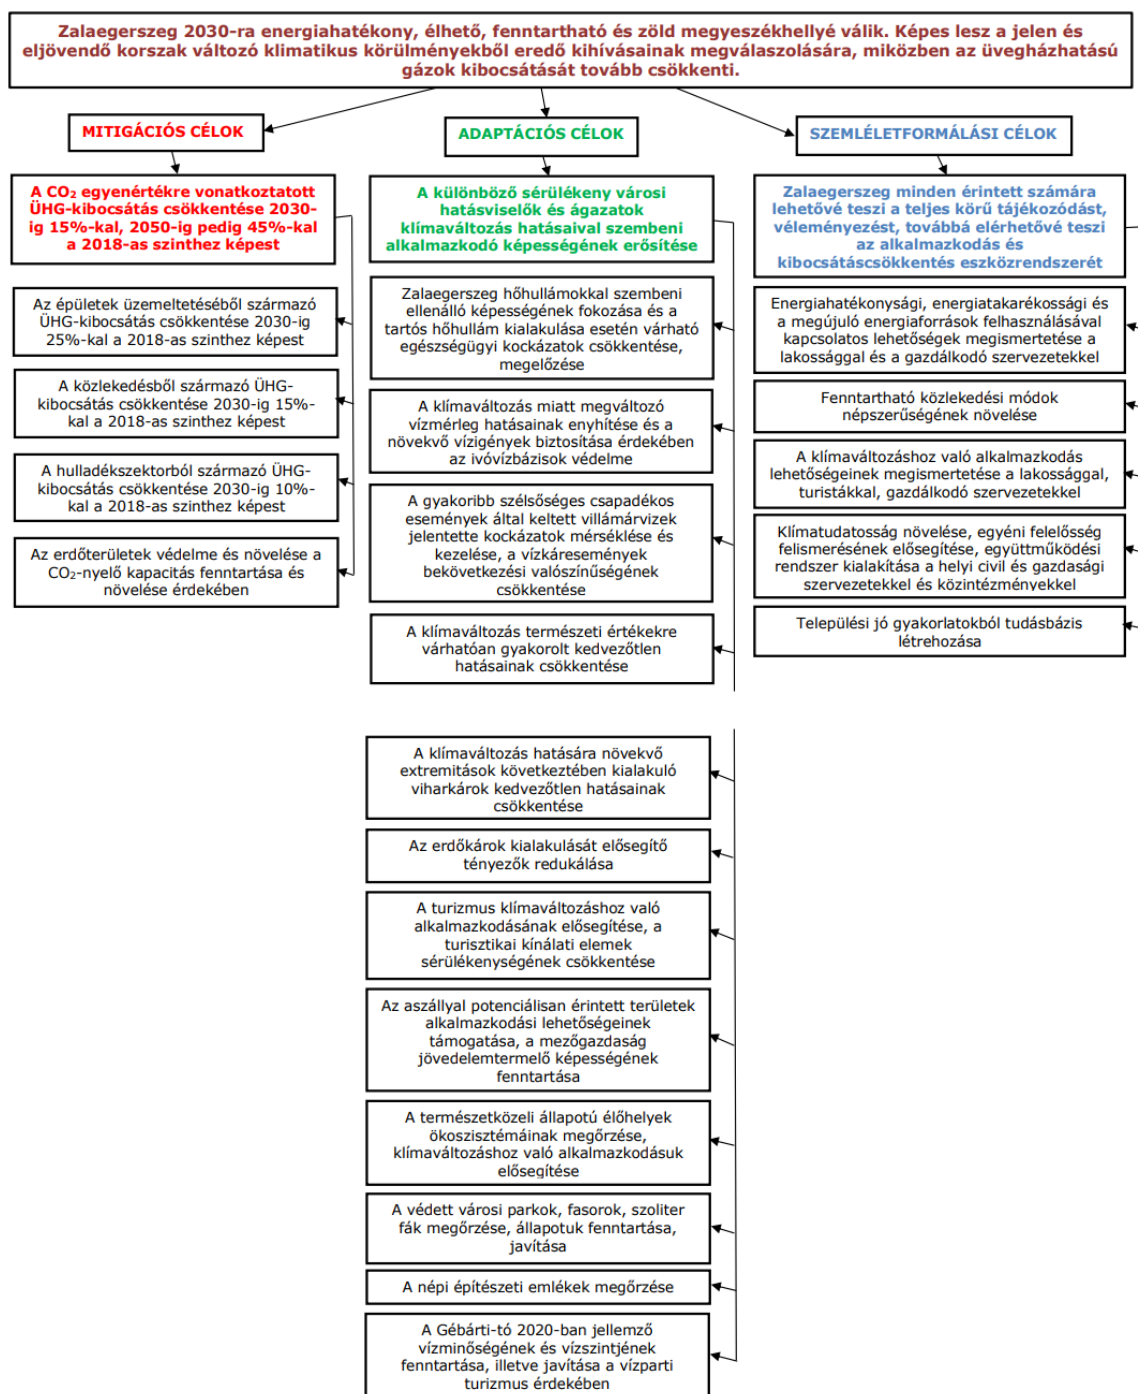 Zalaegerszeg 2030-ra energiahatékony, élhető, fenntartható és zöld megyeszékhellyé válik. Képes lesz a jelen és
eljövendő korszak változó klimatikus körülményekből eredő kihívásainak megválaszolására, miközben az üvegházhatású
gázok kibocsátását tovább csökkenti.
MITIGÁCIÓS CÉLOK
A CO₂ egyenértékre vonatkoztatott
ÜHG-kibocsátás csökkentése 2030-
ig 15%-kal, 2050-ig pedig 45%-kal
a 2018-as szinthez képest
Az épületek üzemeltetéséből származó
ÜHG-kibocsátás csökkentése 2030-ig
25%-kal a 2018-as szinthez képest
A közlekedésből származó ÜHG-
kibocsátás csökkentése 2030-ig 15%-
kal a 2018-as szinthez képest
A hulladékszektorból származó ÜHG-
kibocsátás csökkentése 2030-ig 10%-
kal a 2018-as szinthez képest
Az erdőterületek védelme és növelése a
CO₂-nyelő kapacitás fenntartása és
növelése érdekében
ADAPTÁCIÓS CÉLOK
A különböző sérülékeny városi
hatásviselők és ágazatok
klímaváltozás hatásaival szembeni
alkalmazkodó képességének erősítése
Zalaegerszeg hőhullámokkal szembeni
ellenálló képességének fokozása és a
tartós hőhullám kialakulása esetén várható
egészségügyi kockázatok csökkentése,
megelőzése
A klímaváltozás miatt megváltozó
vízmérleg hatásainak enyhítése és a
növekvő vízigények biztosítása érdekében
az ivóvízbázisok védelme
A gyakoribb szélsőséges csapadékos
események által keltett villámárvizek
jelentette kockázatok mérséklése és
kezelése, a vízkáresemények
bekövetkezési valószínűségének
csökkentése
A klímaváltozás természeti értékekre
várhatóan gyakorolt kedvezőtlen
hatásainak csökkentése
A klímaváltozás hatására növekvő
extremitások következtében kialakuló
viharkárok kedvezőtlen hatásainak
csökkentése
Az erdőkárok kialakulását elősegítő
tényezők redukálása
A turizmus klímaváltozáshoz való
alkalmazkodásának elősegítése, a
turisztikai kínálati elemek
sérülékenységének csökkentése
Az aszállyal potenciálisan érintett területek
alkalmazkodási lehetőségeinek
támogatása, a mezőgazdaság
jövedelemtermelő képességének
fenntartása
A természetközeli állapotú élőhelyek
ökoszisztémáinak megőrzése,
klímaváltozáshoz való alkalmazkodásuk
elősegítése
A védett városi parkok, fasorok, szoliter
fák megőrzése, állapotuk fenntartása,
javítása
A népi építészeti emlékek megőrzése
A Gébárti-tó 2020-ban jellemző
vízminőségének és vízszintjének
fenntartása, illetve javítása a vízparti
turizmus érdekében
SZEMLÉLETFORMÁLÁSI CÉLOK
Zalaegerszeg minden érintett számára
lehetővé teszi a teljes körű tájékozódást,
véleményezést, továbbá elérhetővé teszi
az alkalmazkodás és
kibocsátáscsökkentés eszközrendszerét
Energiahatékonysági, energiatakarékossági és
a megújuló energiaforrások felhasználásával
kapcsolatos lehetőségek megismertetése a
lakossággal és a gazdálkodó szervezetekkel
Fenntartható közlekedési módok
népszerűségének növelése
A klímaváltozáshoz való alkalmazkodás
lehetőségeinek megismertetése a lakossággal,
turistákkal, gazdálkodó szervezetekkel
Klímatudatosság növelése, egyéni felelősség
felismerésének elősegítése, együttműködési
rendszer kialakítása a helyi civil és gazdasági
szervezetekkel és közintézményekkel
Települési jó gyakorlatokból tudásbázis
létrehozása